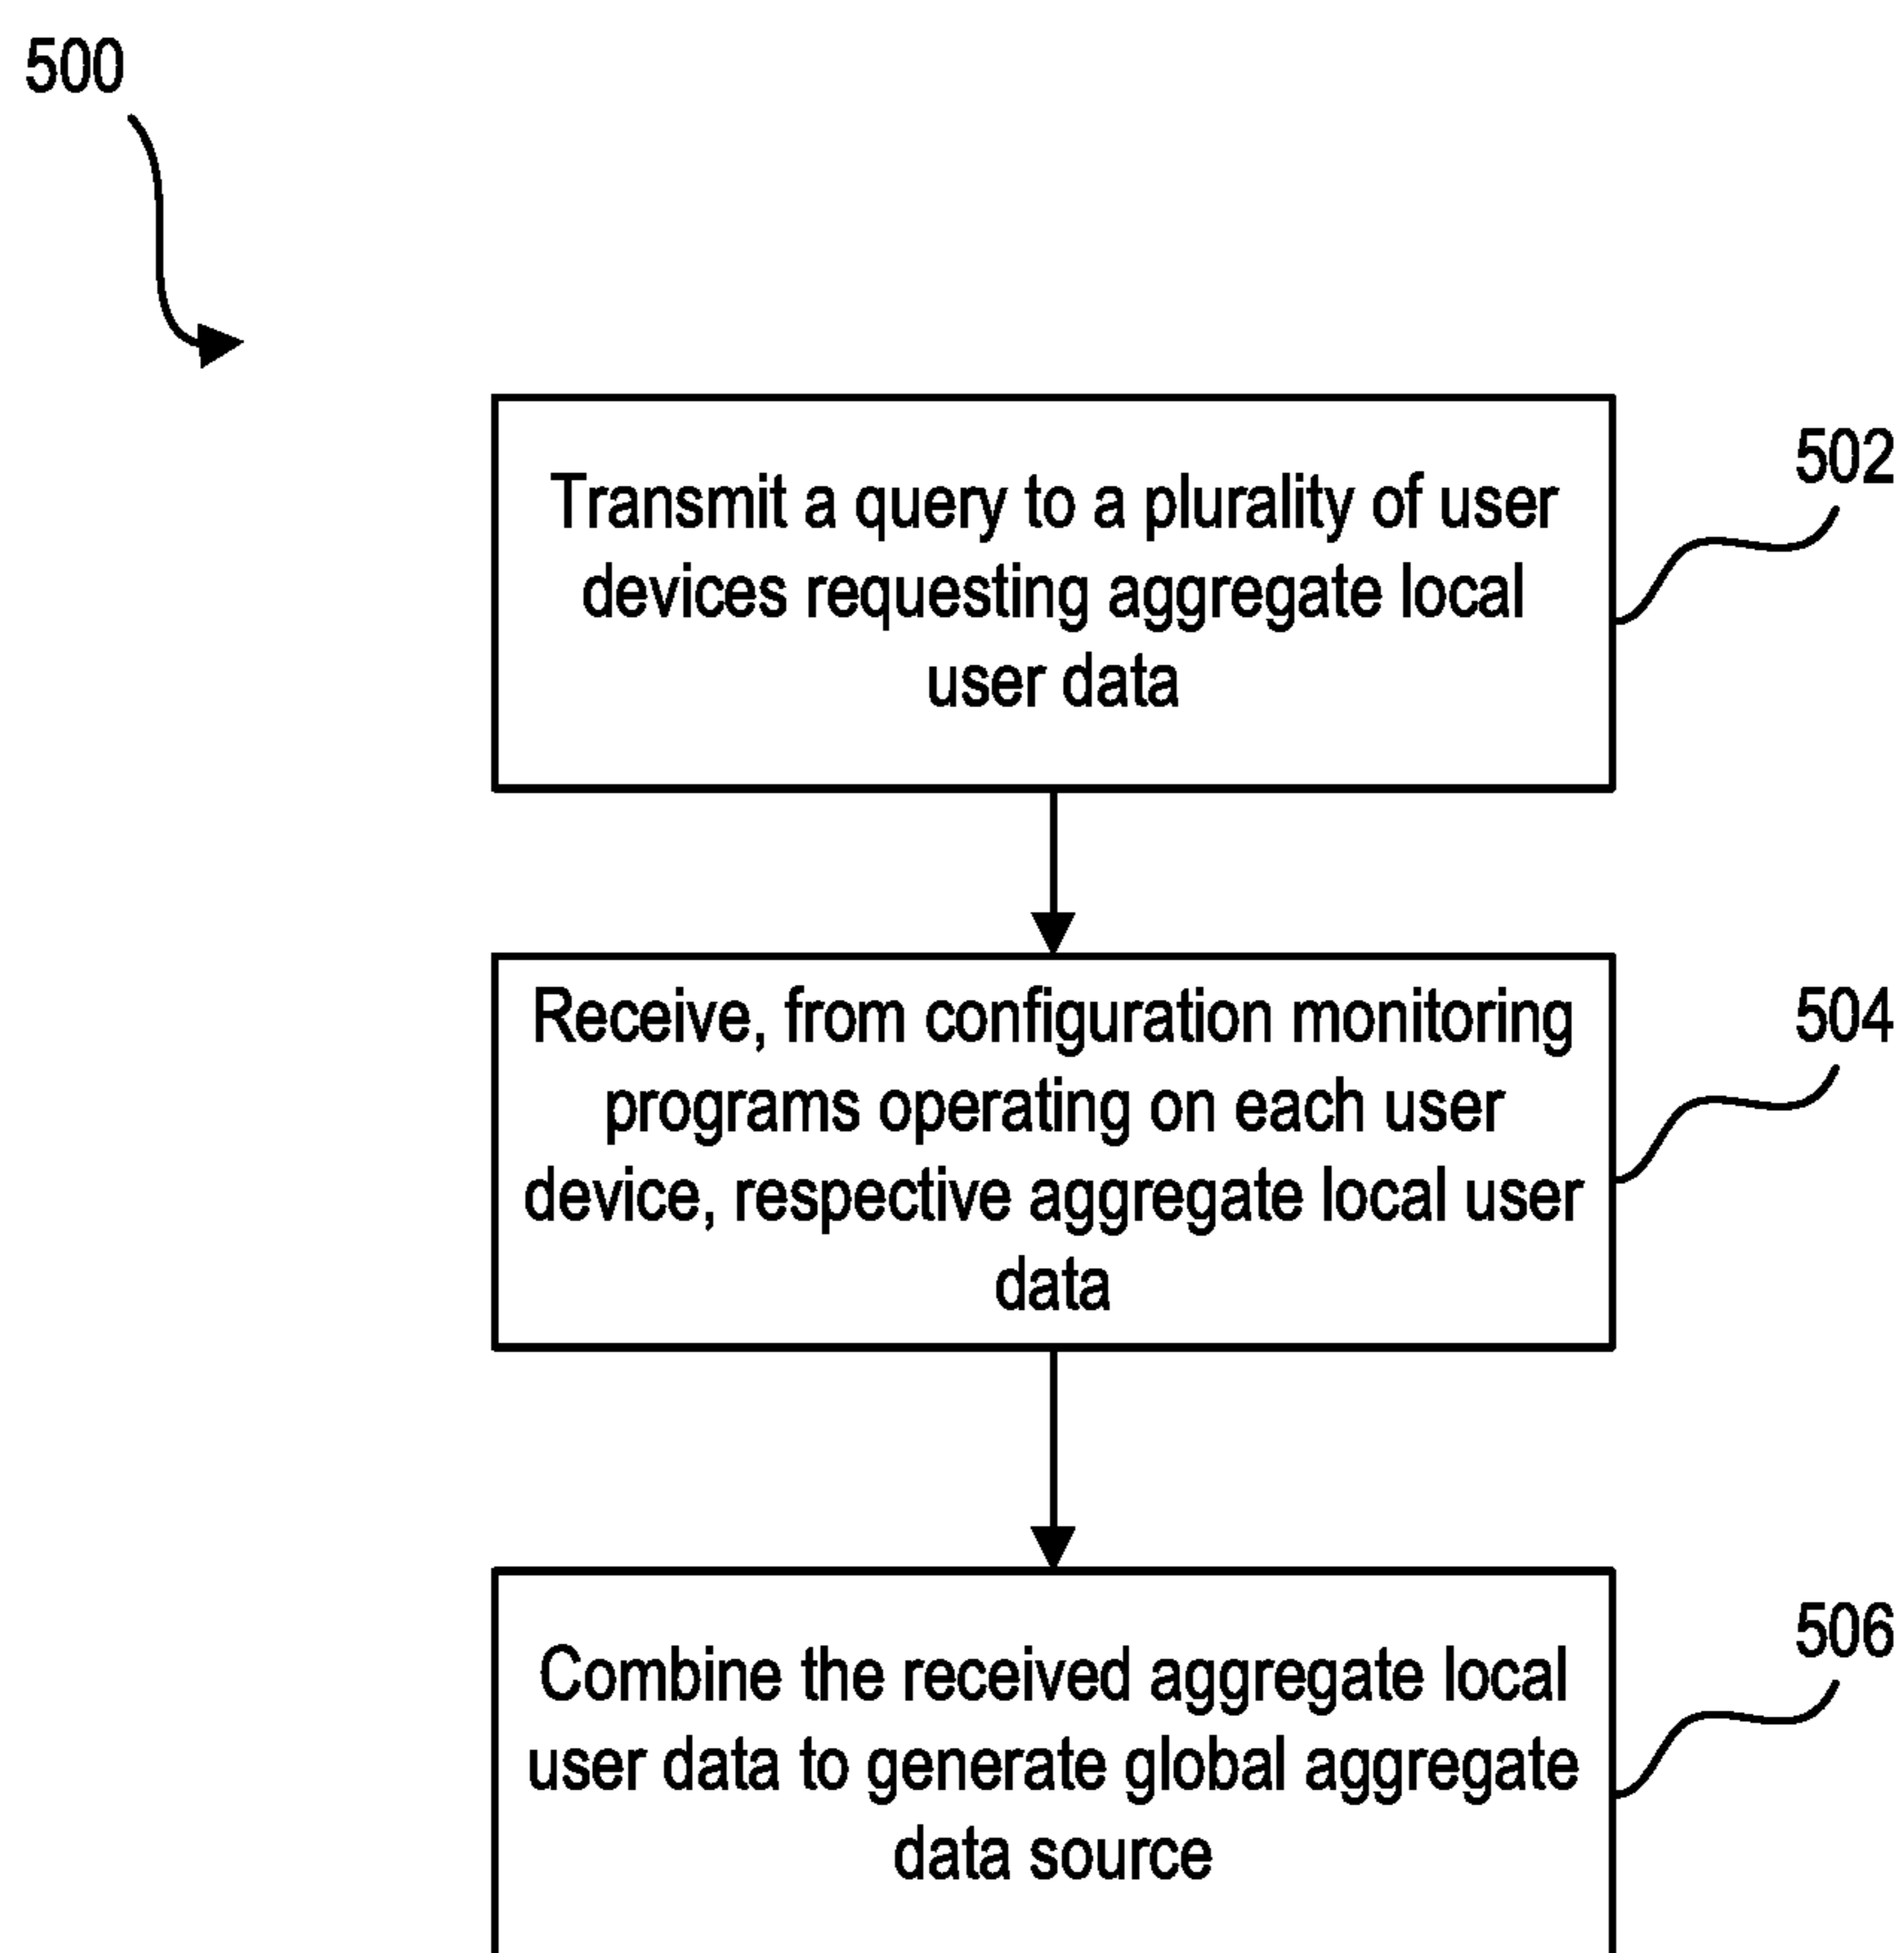 500
502
Transmit a query to a plurality of user
devices requesting aggregate local
user data
504
Receive, from configuration monitoring
programs operating on each user
device, respective aggregate local user
data
506
Combine the received aggregate local
user data to generate global aggregate
data source